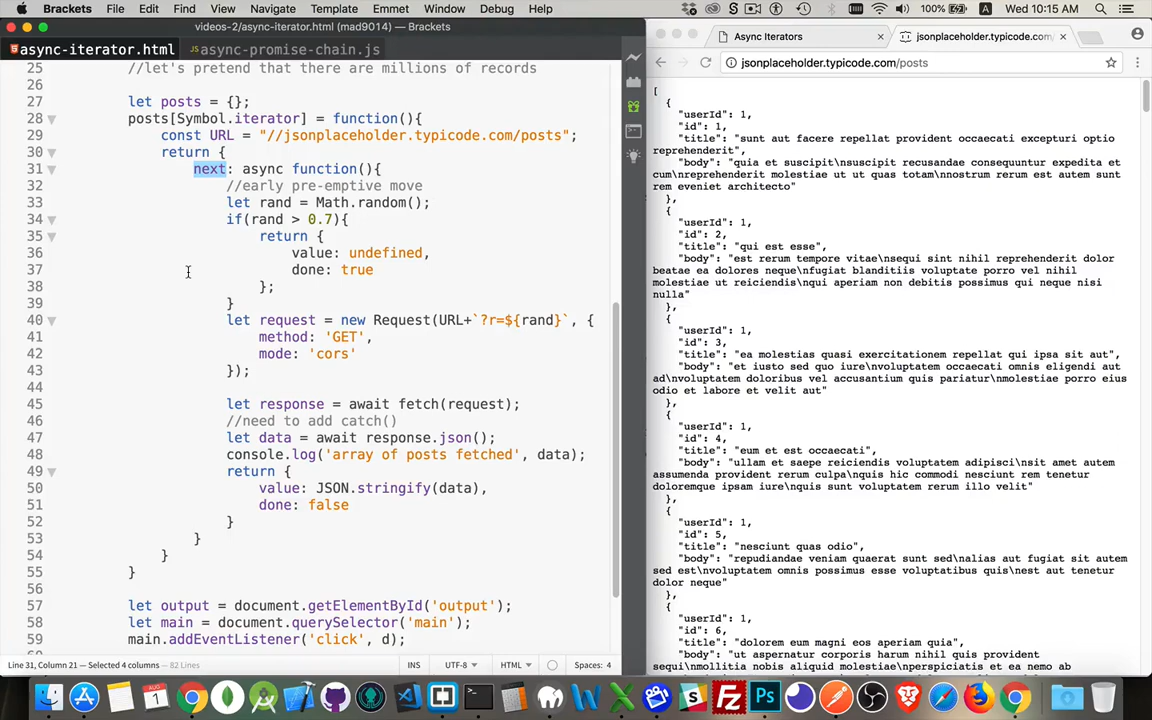 Brackets File Edit Find View Navigate Template Emmet Window Debug Help
100% Wed 10:15 AM
videos-2/async-iterator.html (mad9014) — Brackets
async-iterator.html
async-promise-chain.js
25 //let's pretend that there are millions of records
26
27 let posts = {};
28 posts[Symbol.iterator] = function(){
29 const URL = "//jsonplaceholder.typicode.com/posts";
30 return {
31 next: async function(){
32 //early pre-emptive move
33 let rand = Math.random();
34 if(rand > 0.7){
35 return {
36 value: undefined,
37 done: true
38 };
39 }
40 let request = new Request(URL+`?r=${rand}`, {
41 method: 'GET',
42 mode: 'cors'
43 });
44
45 let response = await fetch(request);
46 //need to add catch()
47 let data = await response.json();
48 console.log('array of posts fetched', data);
49 return {
50 value: JSON.stringify(data),
51 done: false
52 }
53 }
54 }
55 }
56
57 let output = document.getElementById('output');
58 let main = document.querySelector('main');
59 main.addEventListener('click', d);
Line 31, Column 21 — Selected 4 columns — 82 Lines
INS UTF-8 HTML Spaces: 4
Async Iterators
jsonplaceholder.typicode.com/
jsonplaceholder.typicode.com/posts
[
{
"userId": 1,
"id": 1,
"title": "sunt aut facere repellat provident occaecati excepturi optio
reprehenderit",
"body": "quia et suscipit\nsuscipit recusandae consequuntur expedita et
cum\nreprehenderit molestiae ut ut quas totam\nnostrum rerum est autem sunt
rem eveniet architecto"
},
{
"userId": 1,
"id": 2,
"title": "qui est esse",
"body": "est rerum tempore vitae\nsequi sint nihil reprehenderit dolor
beatae ea dolores neque\nfugiat blanditiis voluptate porro vel nihil
molestiae ut reiciendis\nqui aperiam non debitis possimus qui neque nisi
nulla"
},
{
"userId": 1,
"id": 3,
"title": "ea molestias quasi exercitationem repellat qui ipsa sit aut",
"body": "et iusto sed quo iure\nvoluptatem occaecati omnis eligendi aut
ad\nvoluptatem doloribus vel accusantium quis pariatur\nmolestiae porro eius
odio et labore et velit aut"
},
{
"userId": 1,
"id": 4,
"title": "eum et est occaecati",
"body": "ullam et saepe reiciendis voluptatem adipisci\nsit amet autem
assumenda provident rerum culpa\nquis hic commodi nesciunt rem tenetur
doloremque ipsam iure\nquis sunt voluptatem rerum illo velit"
},
{
"userId": 1,
"id": 5,
"title": "nesciunt quas odio",
"body": "repudiandae veniam quaerat sunt sed\nalias aut fugiat sit autem
sed est\nvoluptatem omnis possimus esse voluptatibus quis\nest aut tenetur
dolor neque"
},
{
"userId": 1,
"id": 6,
"title": "dolorem eum magni eos aperiam quia",
"body": "ut aspernatur corporis harum nihil quis provident
sequi\nmollitia nobis aliquid molestiae\nperspiciatis et ea nemo ab